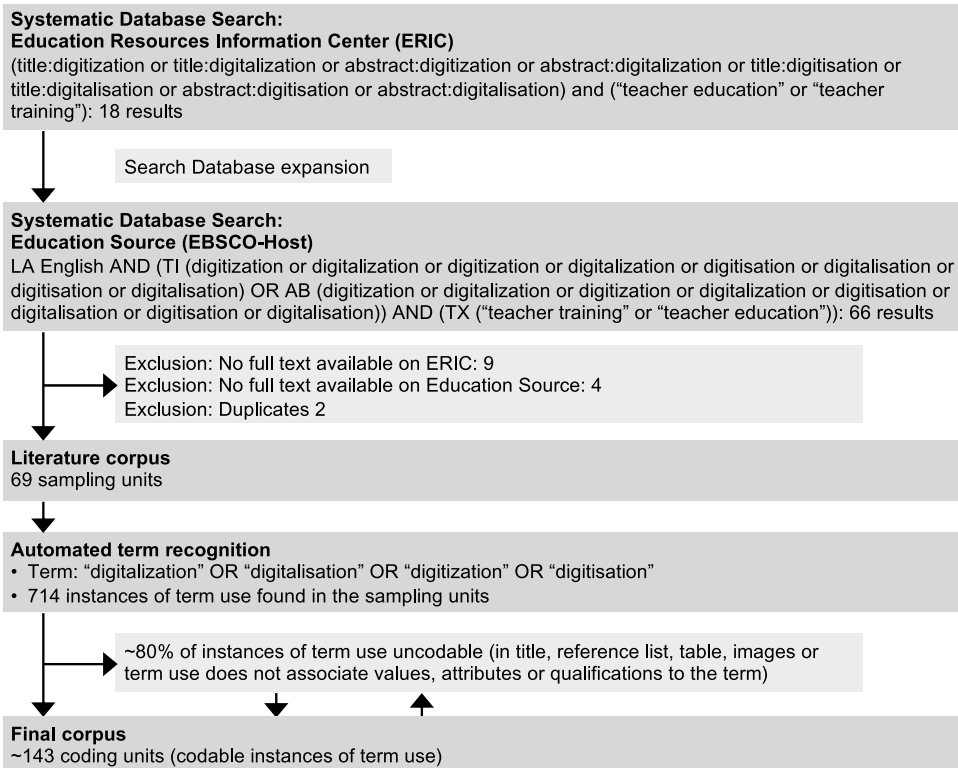 Systematic Database Search:
Education Resources Information Center (ERIC)
(title:digitization or title:digitalization or abstract:digitization or abstract:digitalization or title:digitisation or
title:digitalisation or abstract:digitisation or abstract:digitalisation) and (“teacher education” or “teacher
training”): 18 results
Search Database expansion
Systematic Database Search:
Education Source (EBSCO-Host)
LA English AND (TI (digitization or digitalization or digitization or digitalization or digitisation or digitalisation or
digitisation or digitalisation) OR AB (digitization or digitalization or digitization or digitalization or digitisation or
digitalisation or digitisation or digitalisation)) AND (TX (“teacher training” or “teacher education”)): 66 results
Exclusion: No full text available on ERIC: 9
Exclusion: No full text available on Education Source: 4
Exclusion: Duplicates 2
Literature corpus
69 sampling units
Automated term recognition
• Term: “digitalization” OR “digitalisation” OR “digitization” OR “digitisation”
• 714 instances of term use found in the sampling units
~80% of instances of term use uncodable (in title, reference list, table, images or
term use does not associate values, attributes or qualifications to the term)
Final corpus
~143 coding units (codable instances of term use)